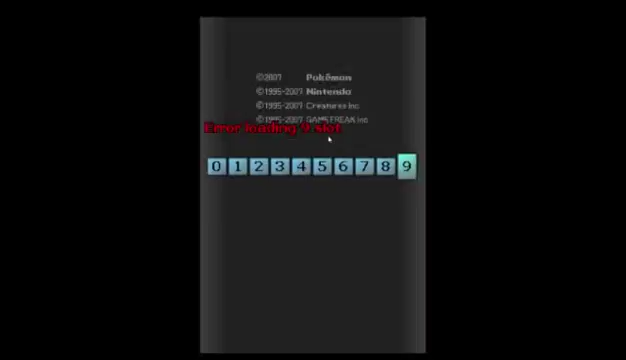 ©2007 Pokémon
©1995-2007 Nintendo
©1995-2007 Creatures Inc.
©1995-2007 GAMEFREAK inc.
Error loading 9 slot
0 1 2 3 4 5 6 7 8 9